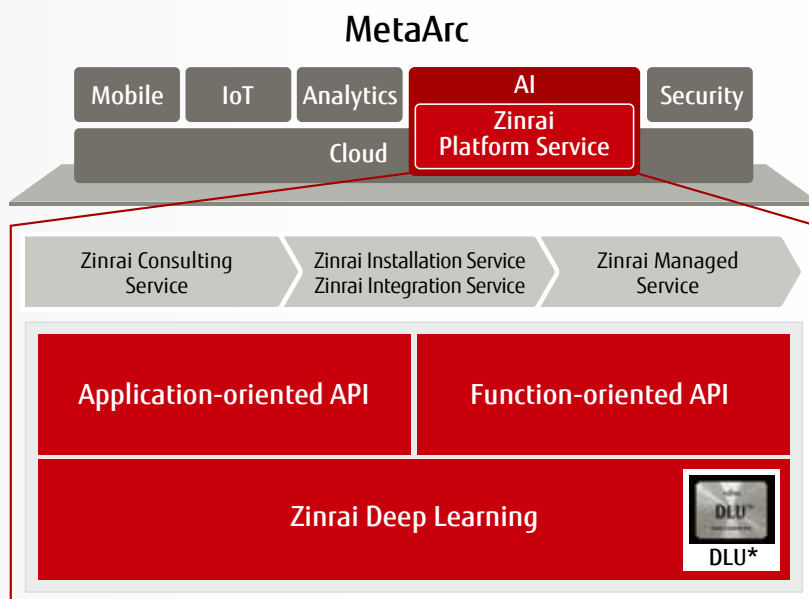 MetaArc
Mobile
IoT
Analytics
AI
Security
Zinrai
Platform Service
Cloud
Zinrai Consulting
Service
Zinrai Installation Service
Zinrai Integration Service
Zinrai Managed
Service
Application-oriented API
Function-oriented API
Zinrai Deep Learning
DLU
DLU*